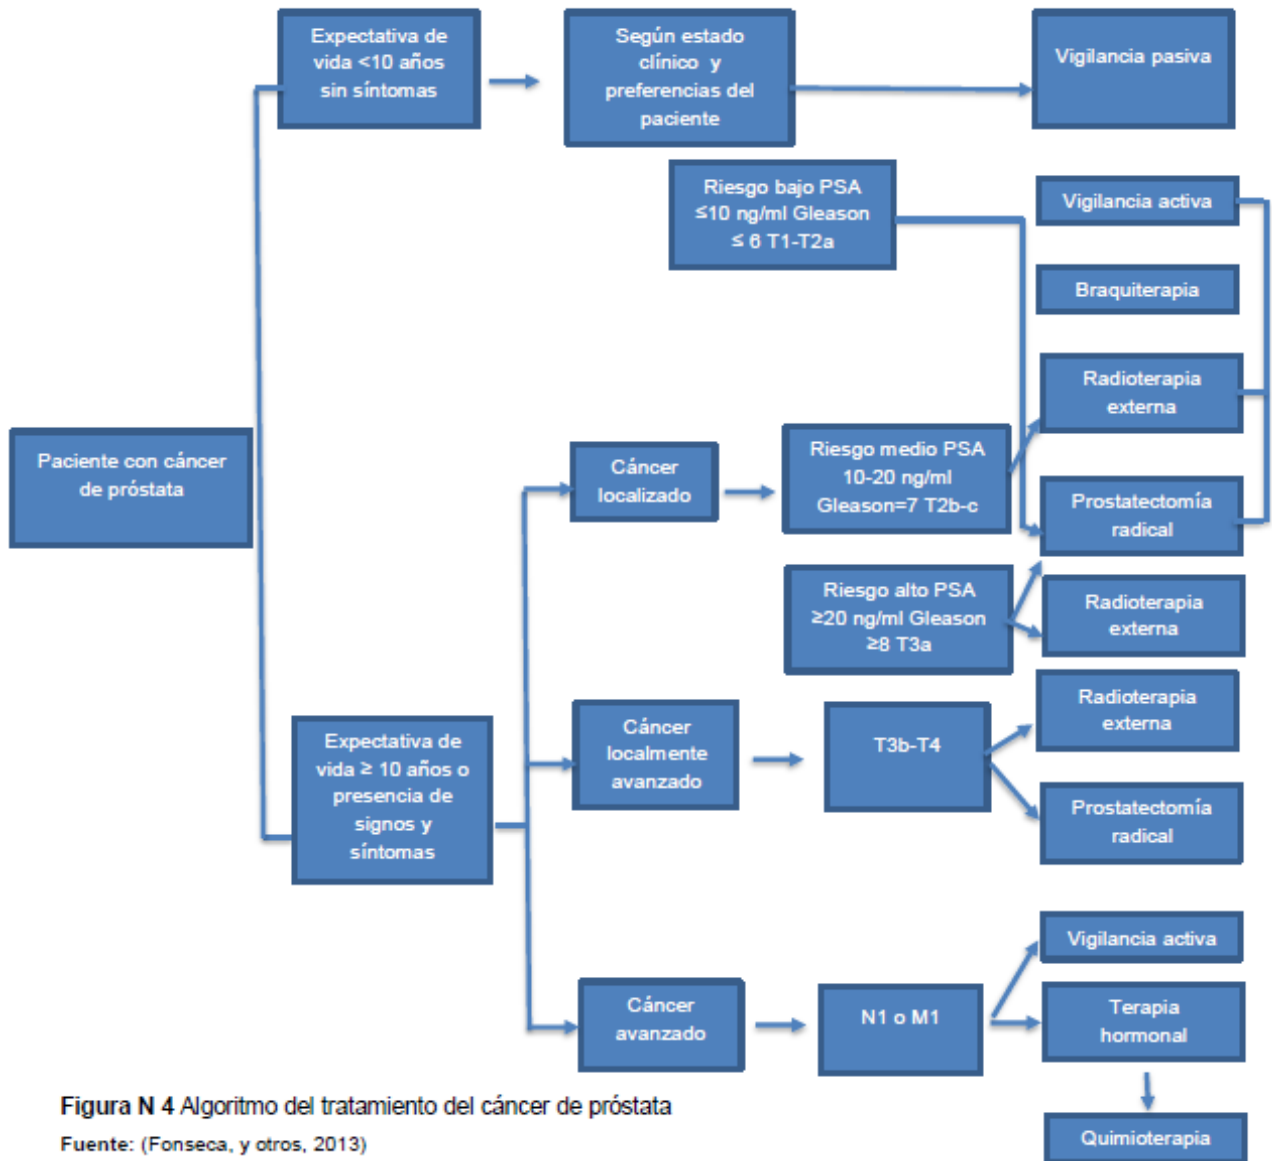 Expectativa de
vida <10 años
sin síntomas
Según estado
clínico y
preferencias del
paciente
Vigilancia pasiva
Riesgo bajo PSA
≤10 ng/ml Gleason
≤ 6 T1-T2a
Vigilancia activa
Braquiterapia
Radioterapia
externa
Paciente con cáncer
de próstata
Cáncer
localizado
Riesgo medio PSA
10-20 ng/ml
Gleason=7 T2b-c
Prostatectomía
radical
Riesgo alto PSA
≥20 ng/ml Gleason
≥8 T3a
Radioterapia
externa
Expectativa de
vida ≥ 10 años o
presencia de
signos y
síntomas
Cáncer
localmente
avanzado
T3b-T4
Radioterapia
externa
Prostatectomía
radical
Cáncer
avanzado
N1 o M1
Vigilancia activa
Terapia
hormonal
Quimioterapia
Figura N 4 Algoritmo del tratamiento del cáncer de próstata
Fuente: (Fonseca, y otros, 2013)